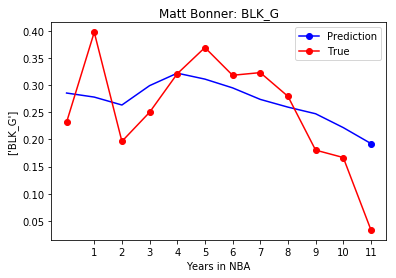 Matt Bonner: BLK_G
Prediction
True
0.40
0.35
0.30
0.25
0.20
0.15
0.10
0.05
['BLK_G']
1 2 3 4 5 6 7 8 9 10 11
Years in NBA